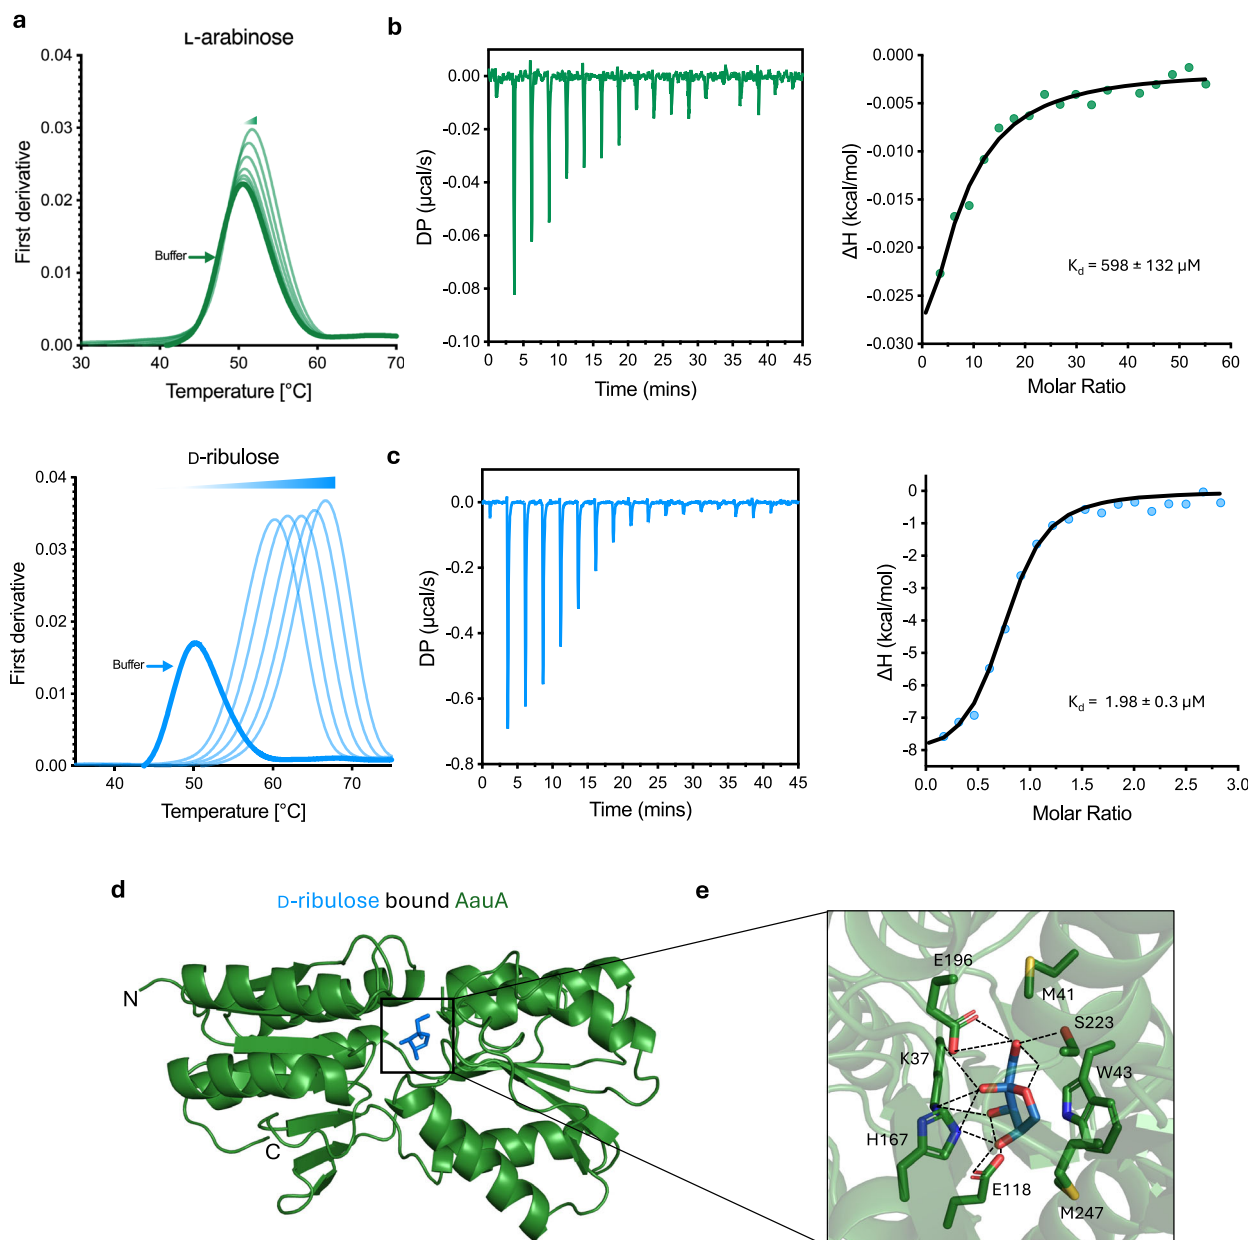 a
L-arabinose
0.04
0.03
0.02
0.01
0.00
First derivative
Buffer
30 40 50 60 70
Temperature [°C]
b
0.00
-0.02
-0.04
-0.06
-0.08
-0.10
DP (µcal/s)
0 5 10 15 20 25 30 35 40 45
Time (mins)
0.000
-0.005
-0.010
-0.015
-0.020
-0.025
-0.030
ΔH (kcal/mol)
Kd = 598 ± 132 µM
0 10 20 30 40 50 60
Molar Ratio
D-ribulose
0.04
0.03
0.02
0.01
0.00
First derivative
Buffer
40 50 60 70
Temperature [°C]
c
0.0
-0.2
-0.4
-0.6
-0.8
DP (µcal/s)
0 5 10 15 20 25 30 35 40 45
Time (mins)
0
-1
-2
-3
-4
-5
-6
-7
-8
ΔH (kcal/mol)
Kd = 1.98 ± 0.3 µM
0.0 0.5 1.0 1.5 2.0 2.5 3.0
Molar Ratio
d
D-ribulose bound AauA
N
C
e
E196
M41
S223
K37
W43
H167
E118
M247